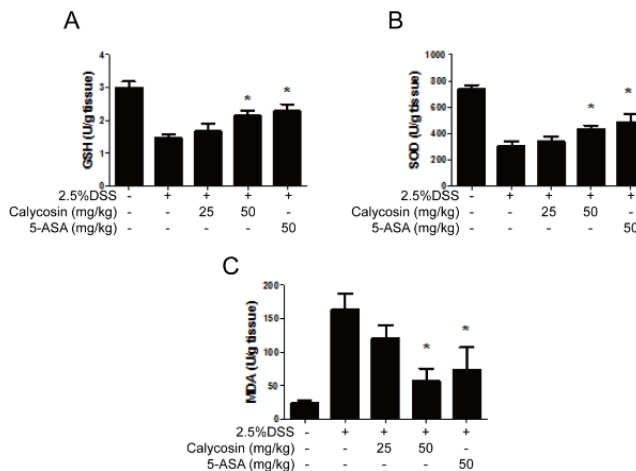 A
GSH (U/g tissue)
4
3
2
1
0
*
*
2.5%DSS - + + + +
Calycosin (mg/kg) - - 25 50 -
5-ASA (mg/kg) - - - - 50
B
SOD (U/g tissue)
1000
800
600
400
200
0
*
*
2.5%DSS - + + + +
Calycosin (mg/kg) - - 25 50 -
5-ASA (mg/kg) - - - - 50
C
MDA (U/g tissue)
200
150
100
50
0
*
*
2.5%DSS - + + + +
Calycosin (mg/kg) - - 25 50 -
5-ASA (mg/kg) - - - - 50